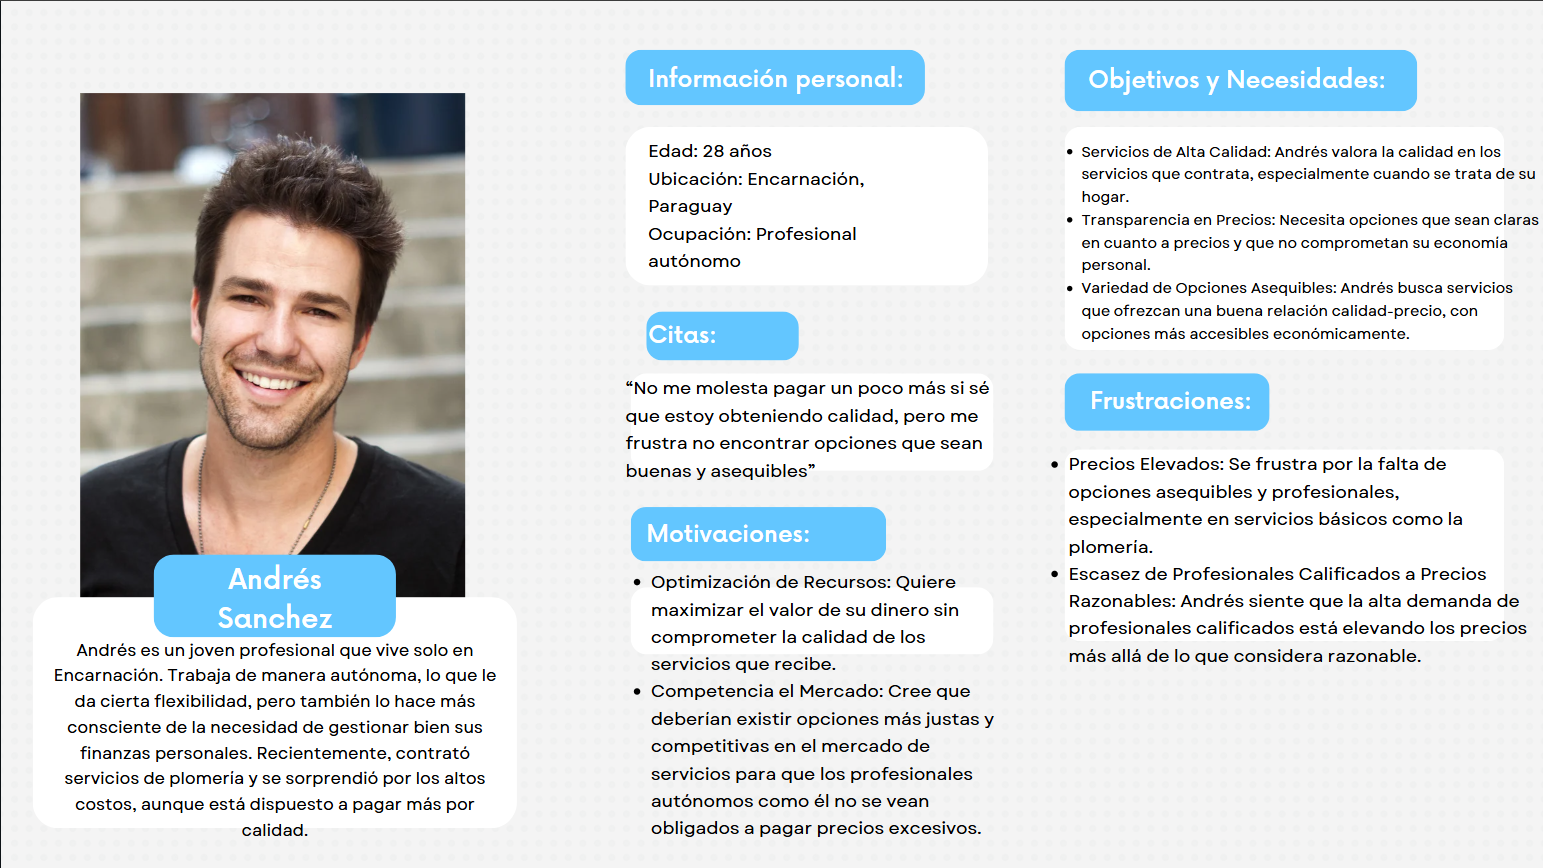 Andrés
Sanchez
Andrés es un joven profesional que vive solo en
Encarnación. Trabaja de manera autónoma, lo que le
da cierta flexibilidad, pero también lo hace más
consciente de la necesidad de gestionar bien sus
finanzas personales. Recientemente, contrató
servicios de plomería y se sorprendió por los altos
costos, aunque está dispuesto a pagar más por
calidad.
Información personal:
Edad: 28 años
Ubicación: Encarnación,
Paraguay
Ocupación: Profesional
autónomo
Citas:
“No me molesta pagar un poco más si sé
que estoy obteniendo calidad, pero me
frustra no encontrar opciones que sean
buenas y asequibles”
Motivaciones:
• Optimización de Recursos: Quiere
maximizar el valor de su dinero sin
comprometer la calidad de los
servicios que recibe.
• Competencia el Mercado: Cree que
deberían existir opciones más justas y
competitivas en el mercado de
servicios para que los profesionales
autónomos como él no se vean
obligados a pagar precios excesivos.
Objetivos y Necesidades:
• Servicios de Alta Calidad: Andrés valora la calidad en los
servicios que contrata, especialmente cuando se trata de su
hogar.
• Transparencia en Precios: Necesita opciones que sean claras
en cuanto a precios y que no comprometan su economía
personal.
• Variedad de Opciones Asequibles: Andrés busca servicios
que ofrezcan una buena relación calidad-precio, con
opciones más accesibles económicamente.
Frustraciones:
• Precios Elevados: Se frustra por la falta de
opciones asequibles y profesionales,
especialmente en servicios básicos como la
plomería.
• Escasez de Profesionales Calificados a Precios
Razonables: Andrés siente que la alta demanda de
profesionales calificados está elevando los precios
más allá de lo que considera razonable.